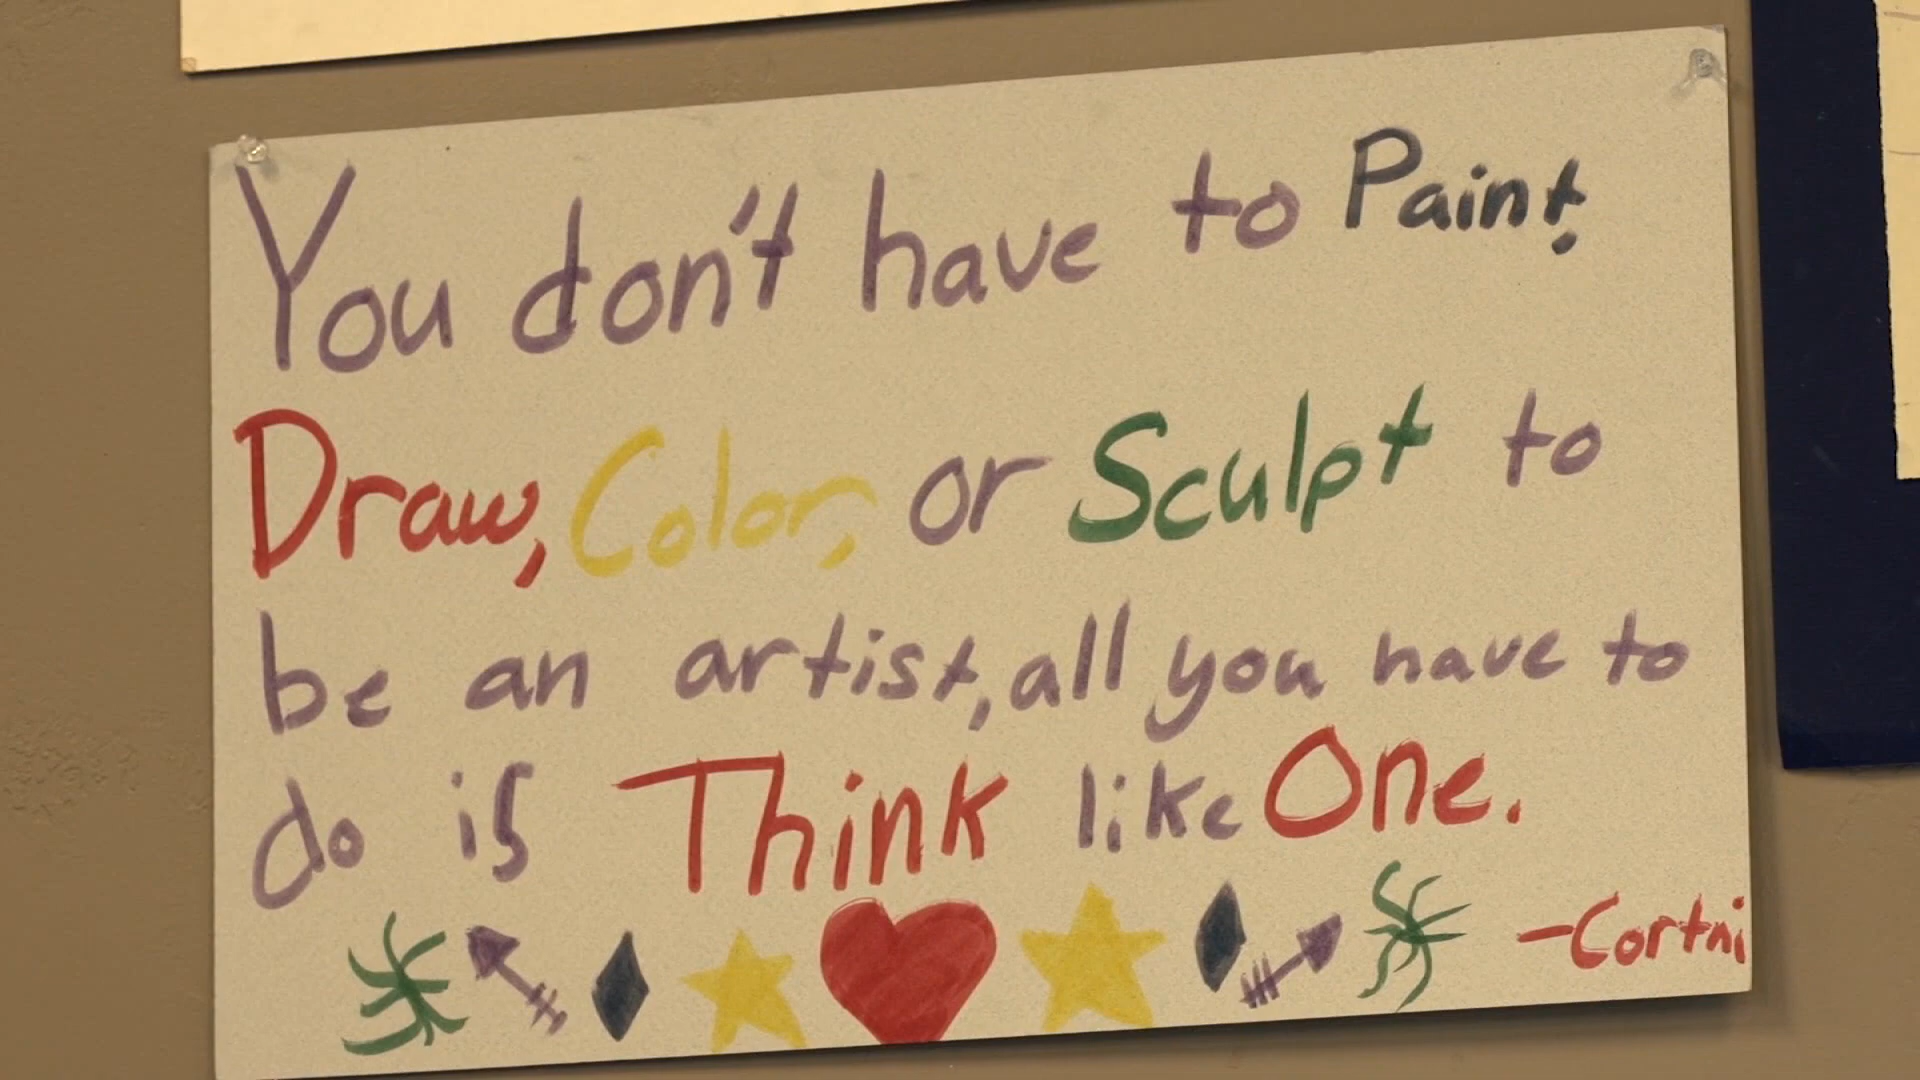 You don't have to Paint,
Draw, Color, or Sculpt to
be an artist, all you have to
do is Think like One.
-Cortni